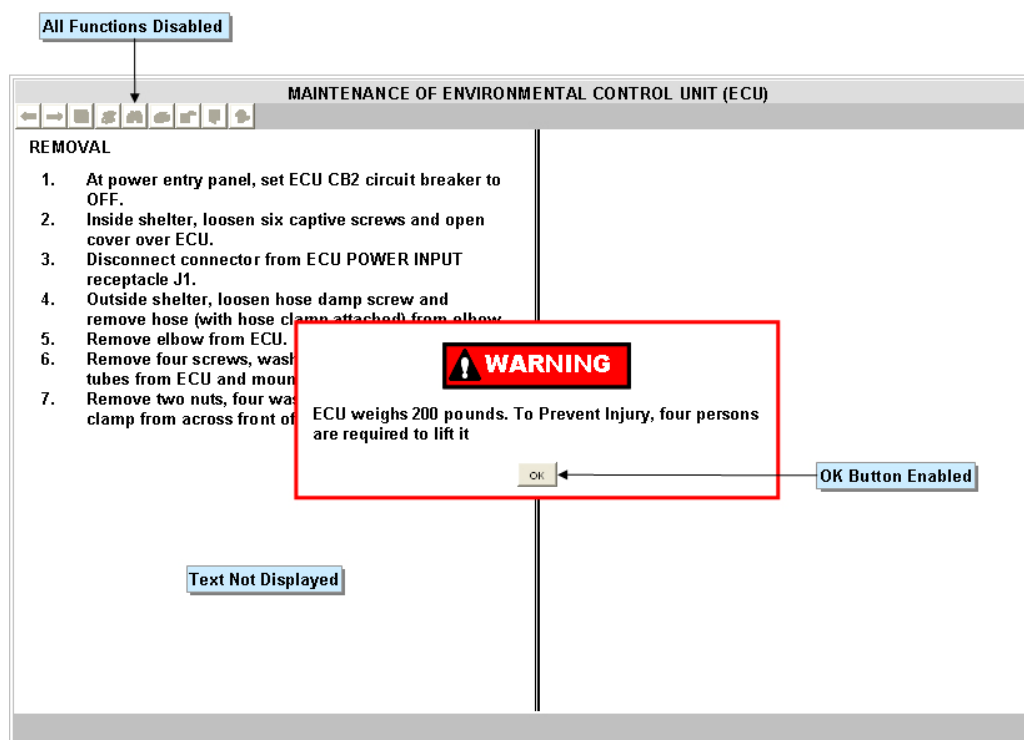 All Functions Disabled
MAINTENANCE OF ENVIRONMENTAL CONTROL UNIT (ECU)
REMOVAL
1. At power entry panel, set ECU CB2 circuit breaker to
OFF.
2. Inside shelter, loosen six captive screws and open
cover over ECU.
3. Disconnect connector from ECU POWER INPUT
receptacle J1.
4. Outside shelter, loosen hose damp screw and
remove hose (with hose clamp attached) from elbow
5. Remove elbow from ECU.
6. Remove four screws, wash
tubes from ECU and moun
7. Remove two nuts, four was
clamp from across front of
WARNING
ECU weighs 200 pounds. To Prevent Injury, four persons
are required to lift it
OK
OK Button Enabled
Text Not Displayed